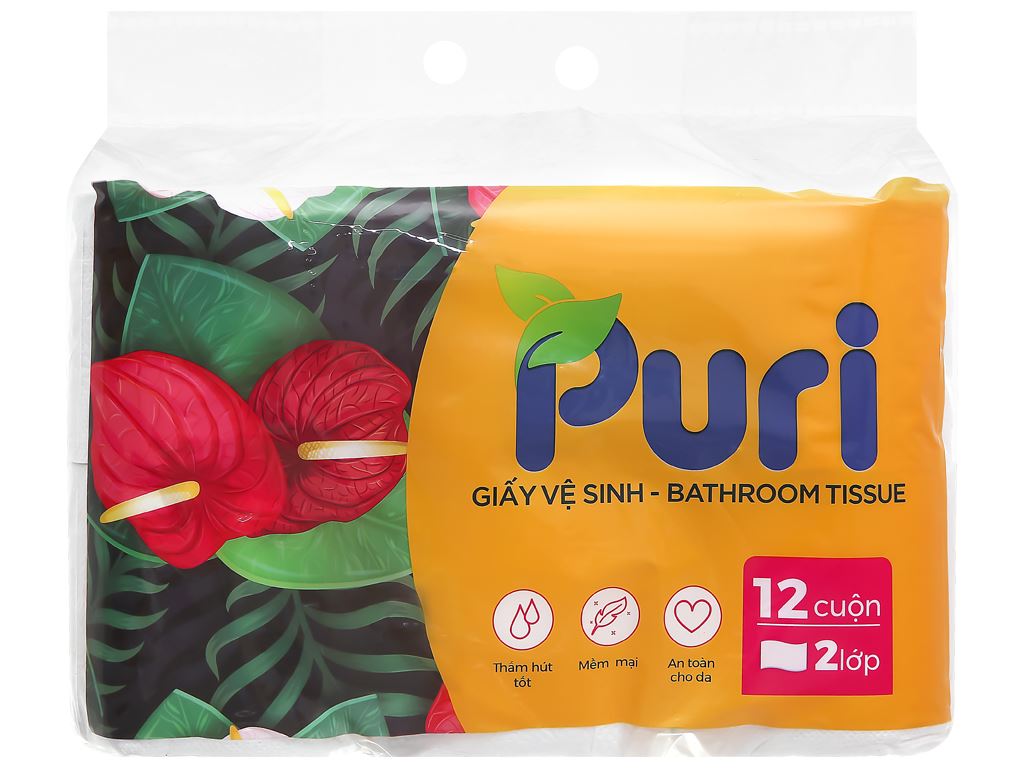 Puri
GIẤY VỆ SINH - BATHROOM TISSUE
12 cuộn
2 lớp
Thấm hút
tốt
Mềm mại
An toàn
cho da